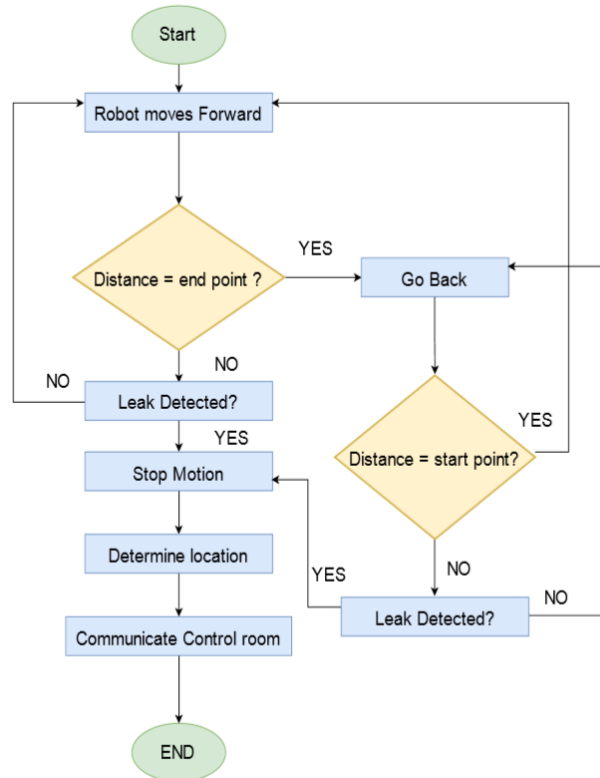 Start
Robot moves Forward
Distance = end point ?
YES
Go Back
NO
NO
Leak Detected?
YES
Stop Motion
Distance = start point?
YES
Determine location
NO
YES
Leak Detected?
NO
Communicate Control room
END